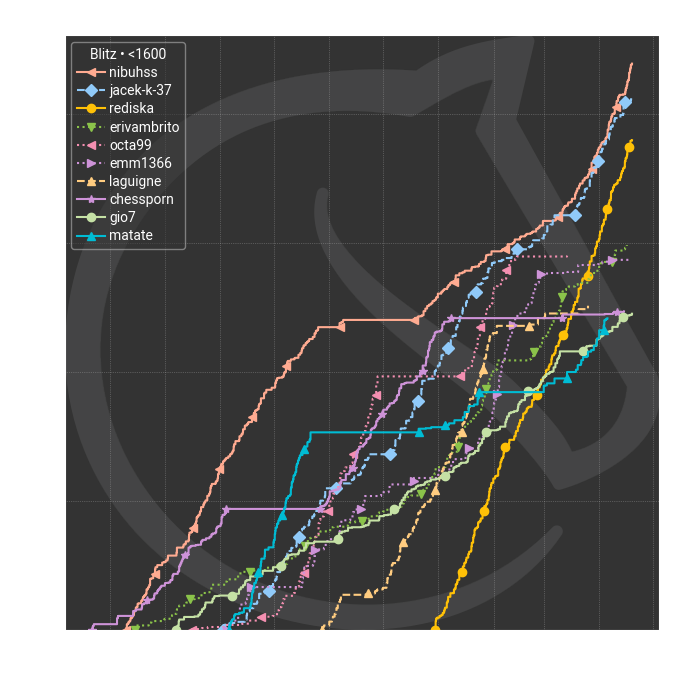 Blitz • <1600
nibuhss
jacek-k-37
rediska
erivambrito
octa99
emm1366
laguigne
chessporn
gio7
matate